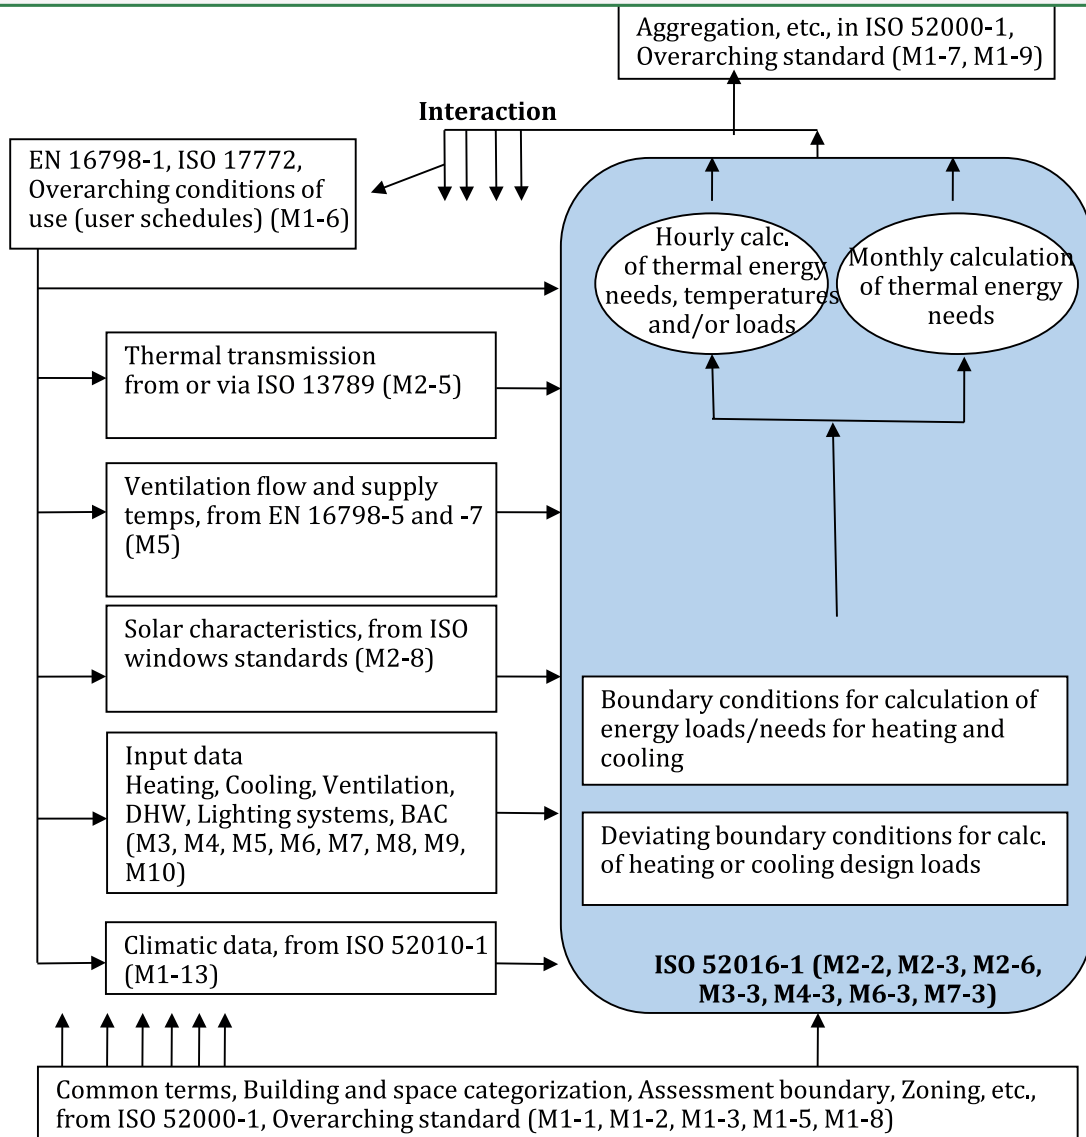 Aggregation, etc., in ISO 52000-1,
Overarching standard (M1-7, M1-9)
Interaction
EN 16798-1, ISO 17772,
Overarching conditions of
use (user schedules) (M1-6)
Hourly calc.
of thermal energy
needs, temperatures
and/or loads
Monthly calculation
of thermal energy
needs
Thermal transmission
from or via ISO 13789 (M2-5)
Ventilation flow and supply
temps, from EN 16798-5 and -7
(M5)
Solar characteristics, from ISO
windows standards (M2-8)
Boundary conditions for calculation of
energy loads/needs for heating and
cooling
Input data
Heating, Cooling, Ventilation,
DHW, Lighting systems, BAC
(M3, M4, M5, M6, M7, M8, M9,
M10)
Deviating boundary conditions for calc.
of heating or cooling design loads
Climatic data, from ISO 52010-1
(M1-13)
ISO 52016-1 (M2-2, M2-3, M2-6,
M3-3, M4-3, M6-3, M7-3)
Common terms, Building and space categorization, Assessment boundary, Zoning, etc.,
from ISO 52000-1, Overarching standard (M1-1, M1-2, M1-3, M1-5, M1-8)